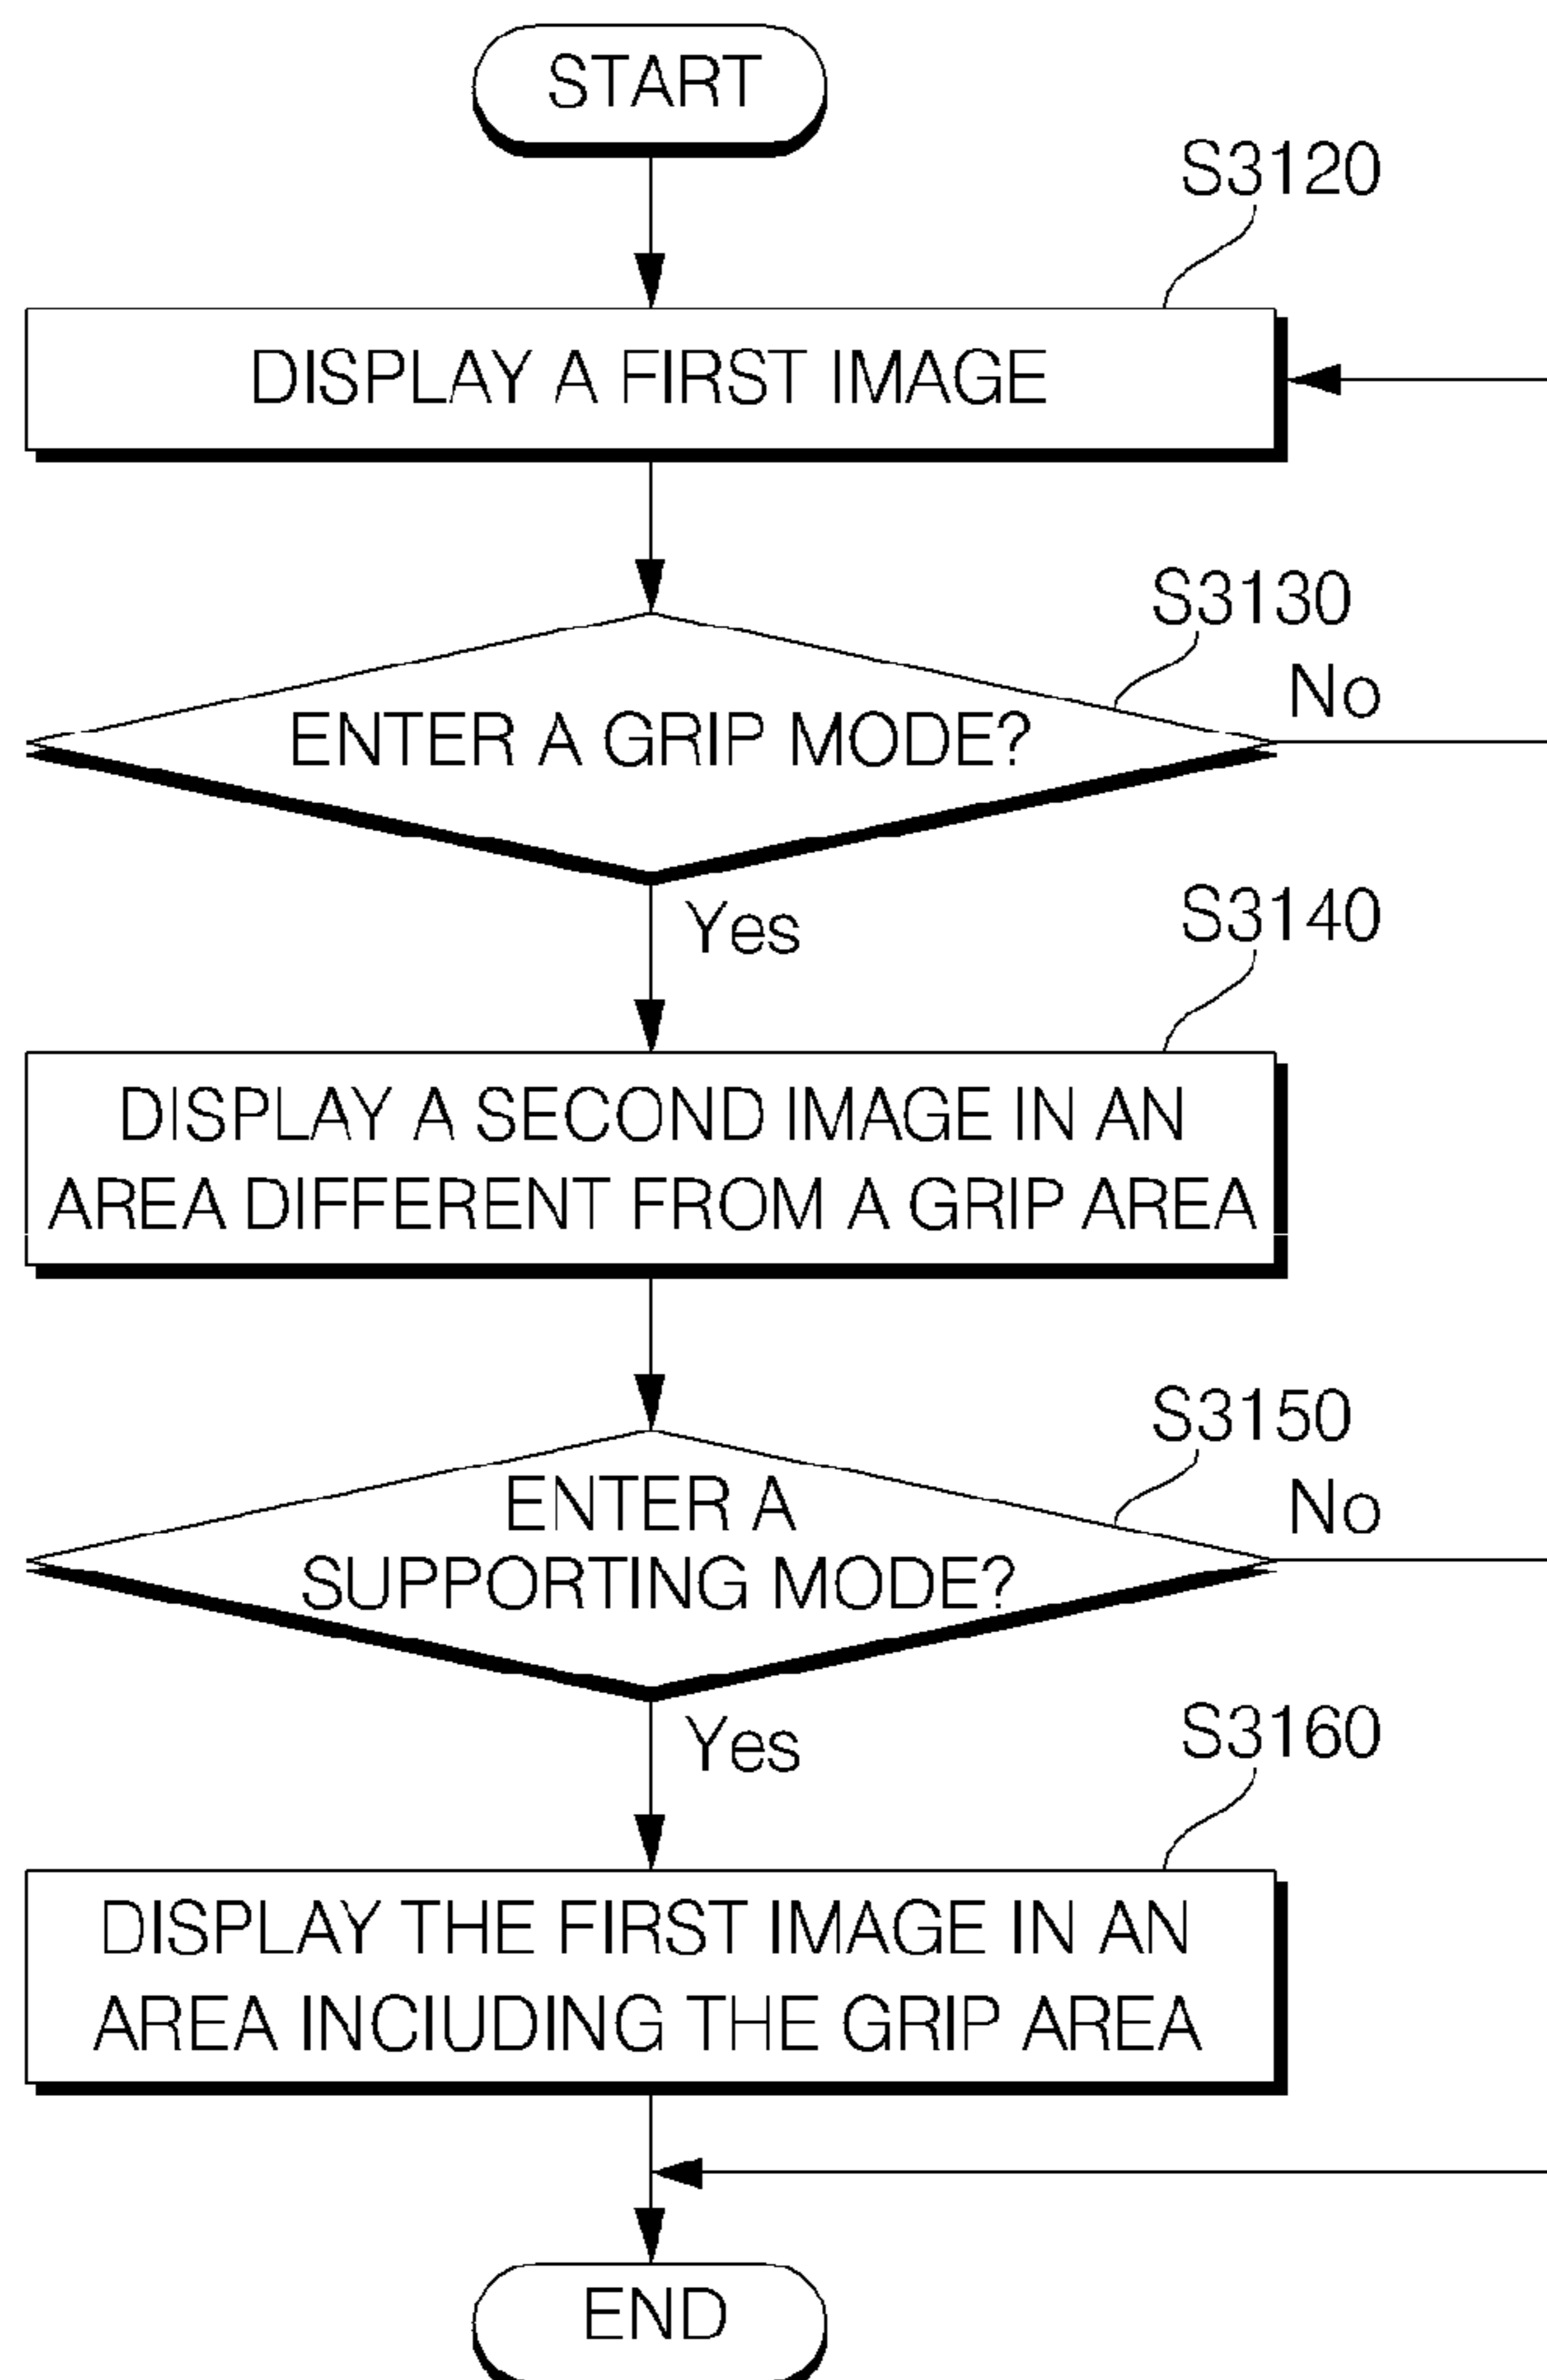 START
S3120
DISPLAY A FIRST IMAGE
S3130
No
ENTER A GRIP MODE?
Yes
S3140
DISPLAY A SECOND IMAGE IN AN
AREA DIFFERENT FROM A GRIP AREA
S3150
No
ENTER A
SUPPORTING MODE?
Yes
S3160
DISPLAY THE FIRST IMAGE IN AN
AREA INCIUDING THE GRIP AREA
END